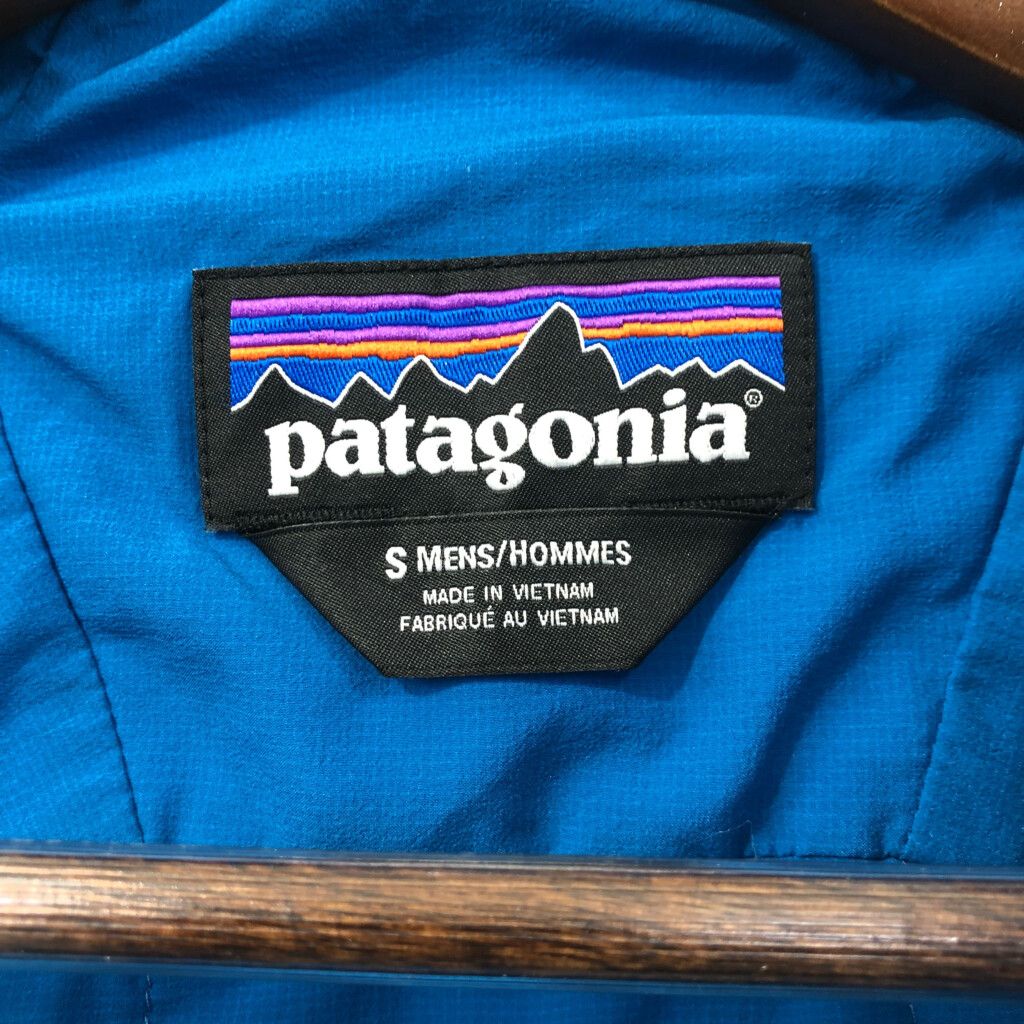 patagonia®
S MENS/HOMMES
MADE IN VIETNAM
FABRIQUÉ AU VIETNAM